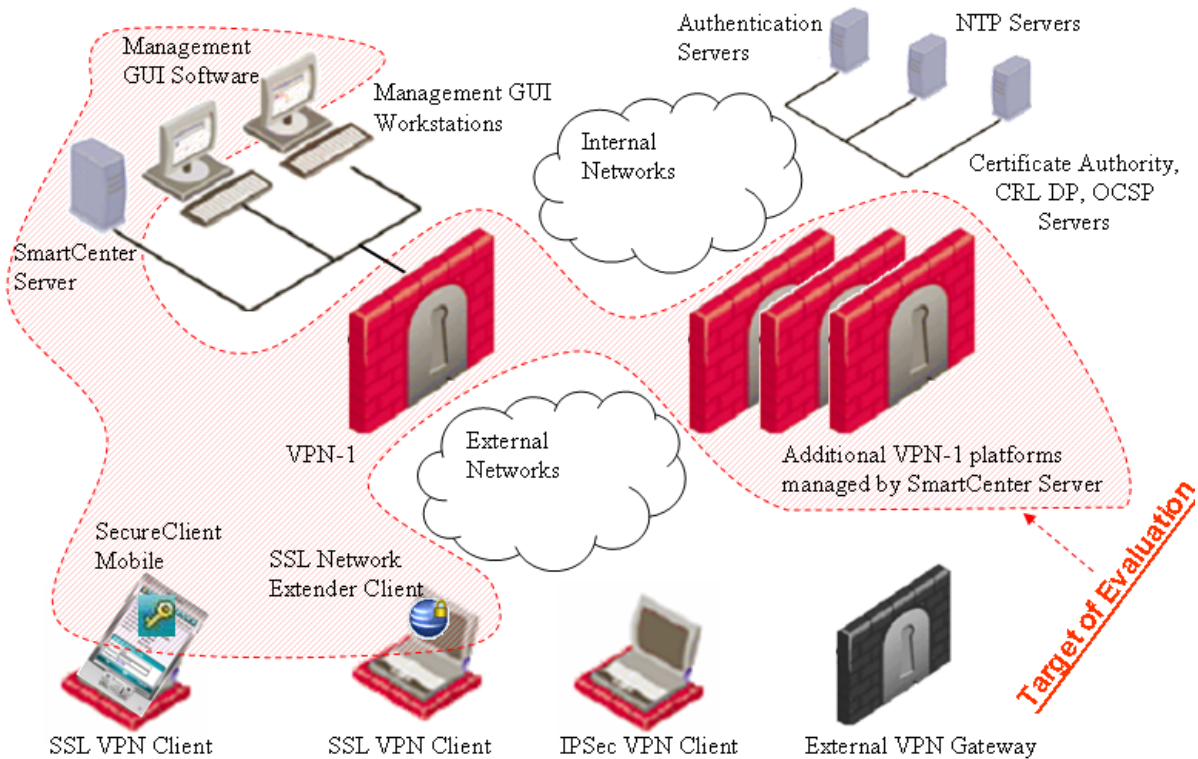 Management
GUI Software
Management GUI
Workstations
SmartCenter
Server
Authentication
Servers
NTP Servers
Internal
Networks
Certificate Authority,
CRL DP, OCSP
Servers
VPN-1
External
Networks
Additional VPN-1 platforms
managed by SmartCenter Server
SecureClient
Mobile
SSL Network
Extender Client
Target of Evaluation
SSL VPN Client
SSL VPN Client
IPSec VPN Client
External VPN Gateway